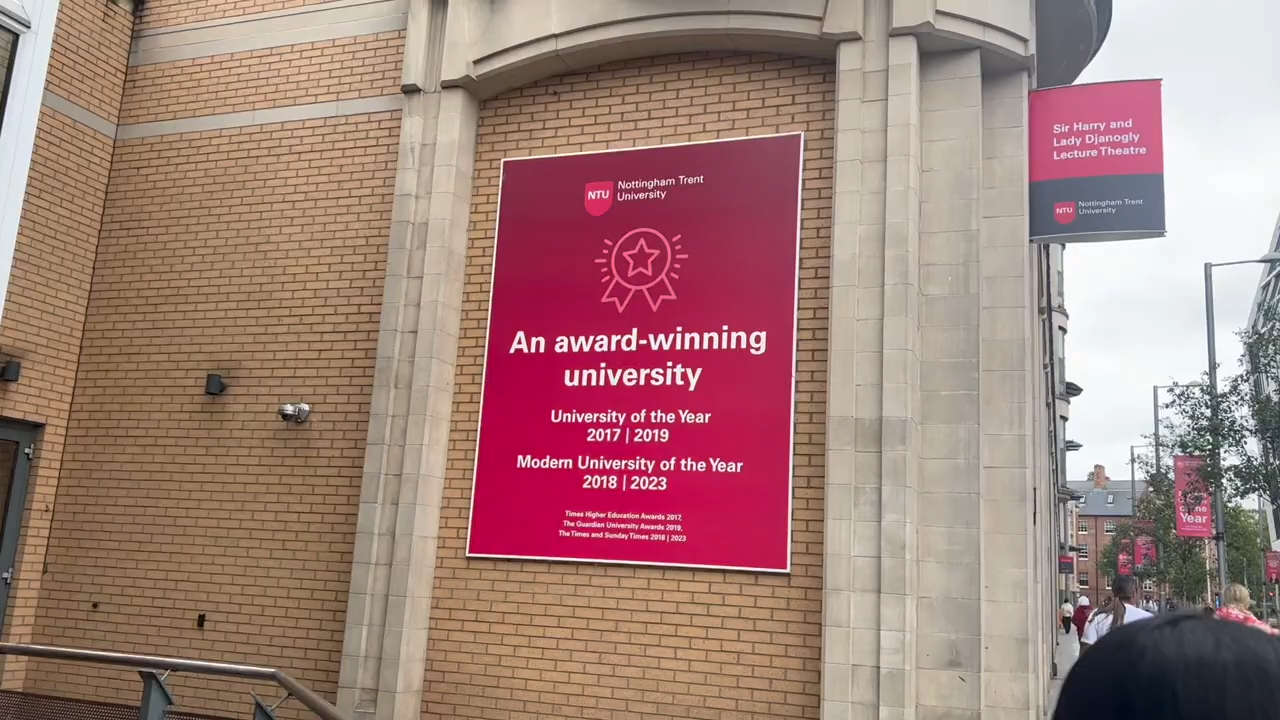 NTU
Nottingham Trent
University
An award-winning
university
University of the Year
2017 | 2019
Modern University of the Year
2018 | 2023
Times Higher Education Awards 2017,
The Guardian University Awards 2019,
The Times and Sunday Times 2018 | 2023
Sir Harry and
Lady Djanogly
Lecture Theatre
NTU
Nottingham Trent
University
of the
Year